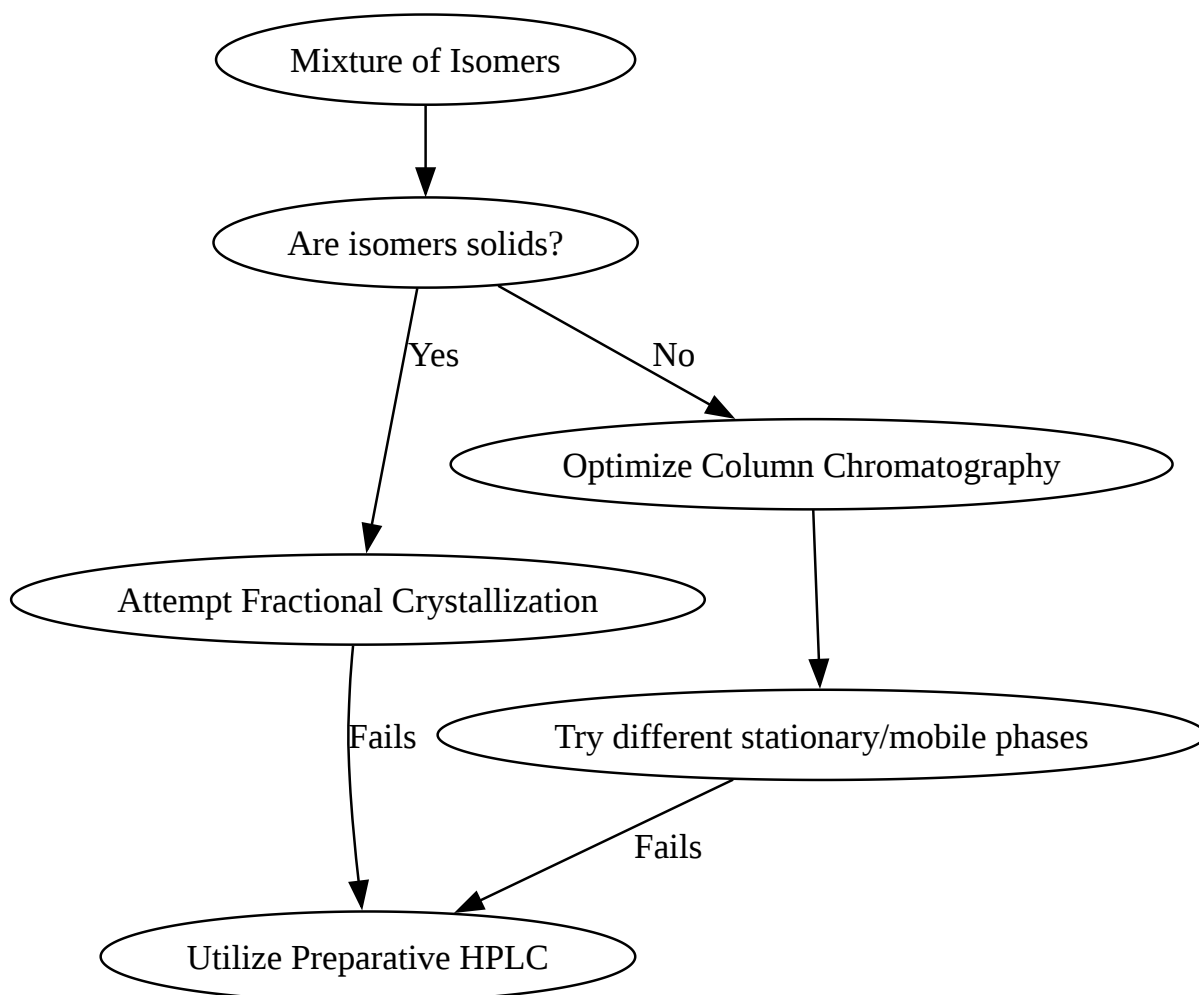 Mixture of Isomers
Are isomers solids?
Yes
No
Optimize Column Chromatography
Attempt Fractional Crystallization
Fails
Try different stationary/mobile phases
Fails
Utilize Preparative HPLC